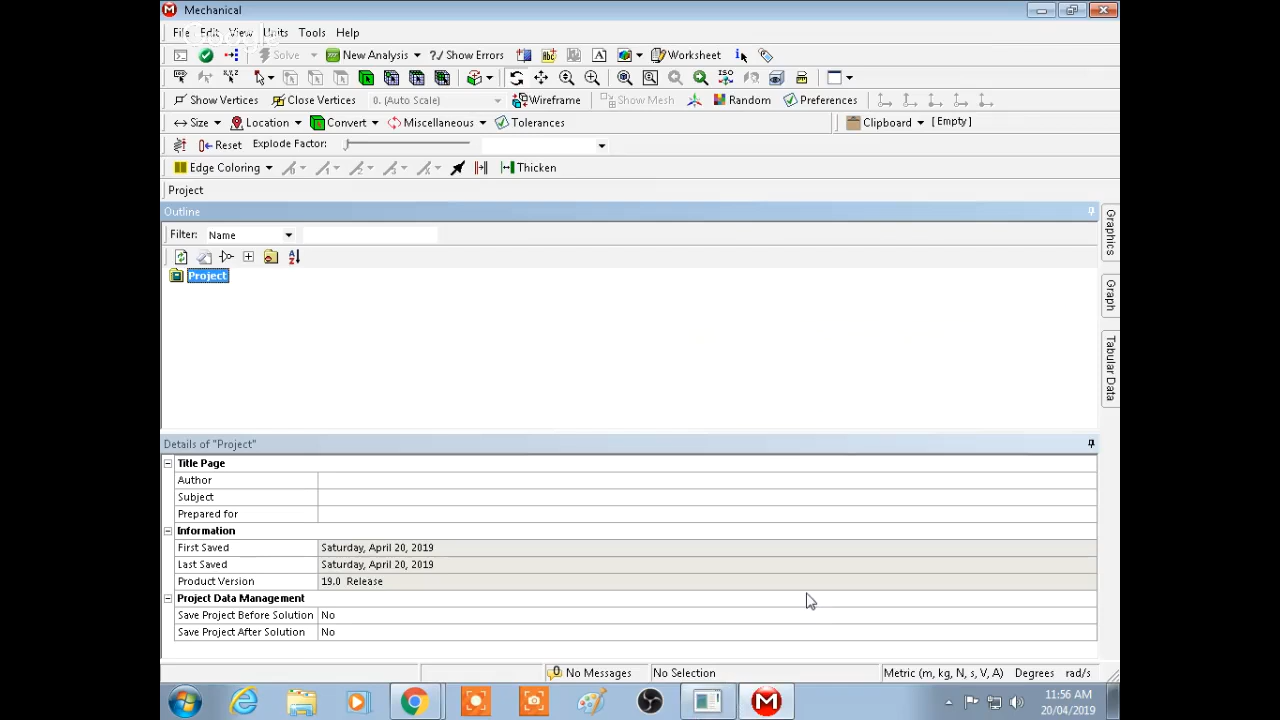 Mechanical
File Edit View Units Tools Help
Google
Solve New Analysis ?/ Show Errors A Worksheet i
X,Y,Z ISO
Show Vertices Close Vertices 0. (Auto Scale) Wireframe Show Mesh Random Preferences
Size Location Convert Miscellaneous Tolerances Clipboard [Empty]
Reset Explode Factor:
Edge Coloring Thicken
Project
Outline
Filter: Name
Project
Graphics
Graph
Tabular Data
Details of "Project"
Title Page
Author
Subject
Prepared for
Information
First Saved Saturday, April 20, 2019
Last Saved Saturday, April 20, 2019
Product Version 19.0 Release
Project Data Management
Save Project Before Solution No
Save Project After Solution No
0 No Messages No Selection Metric (m, kg, N, s, V, A) Degrees rad/s
11:56 AM
20/04/2019